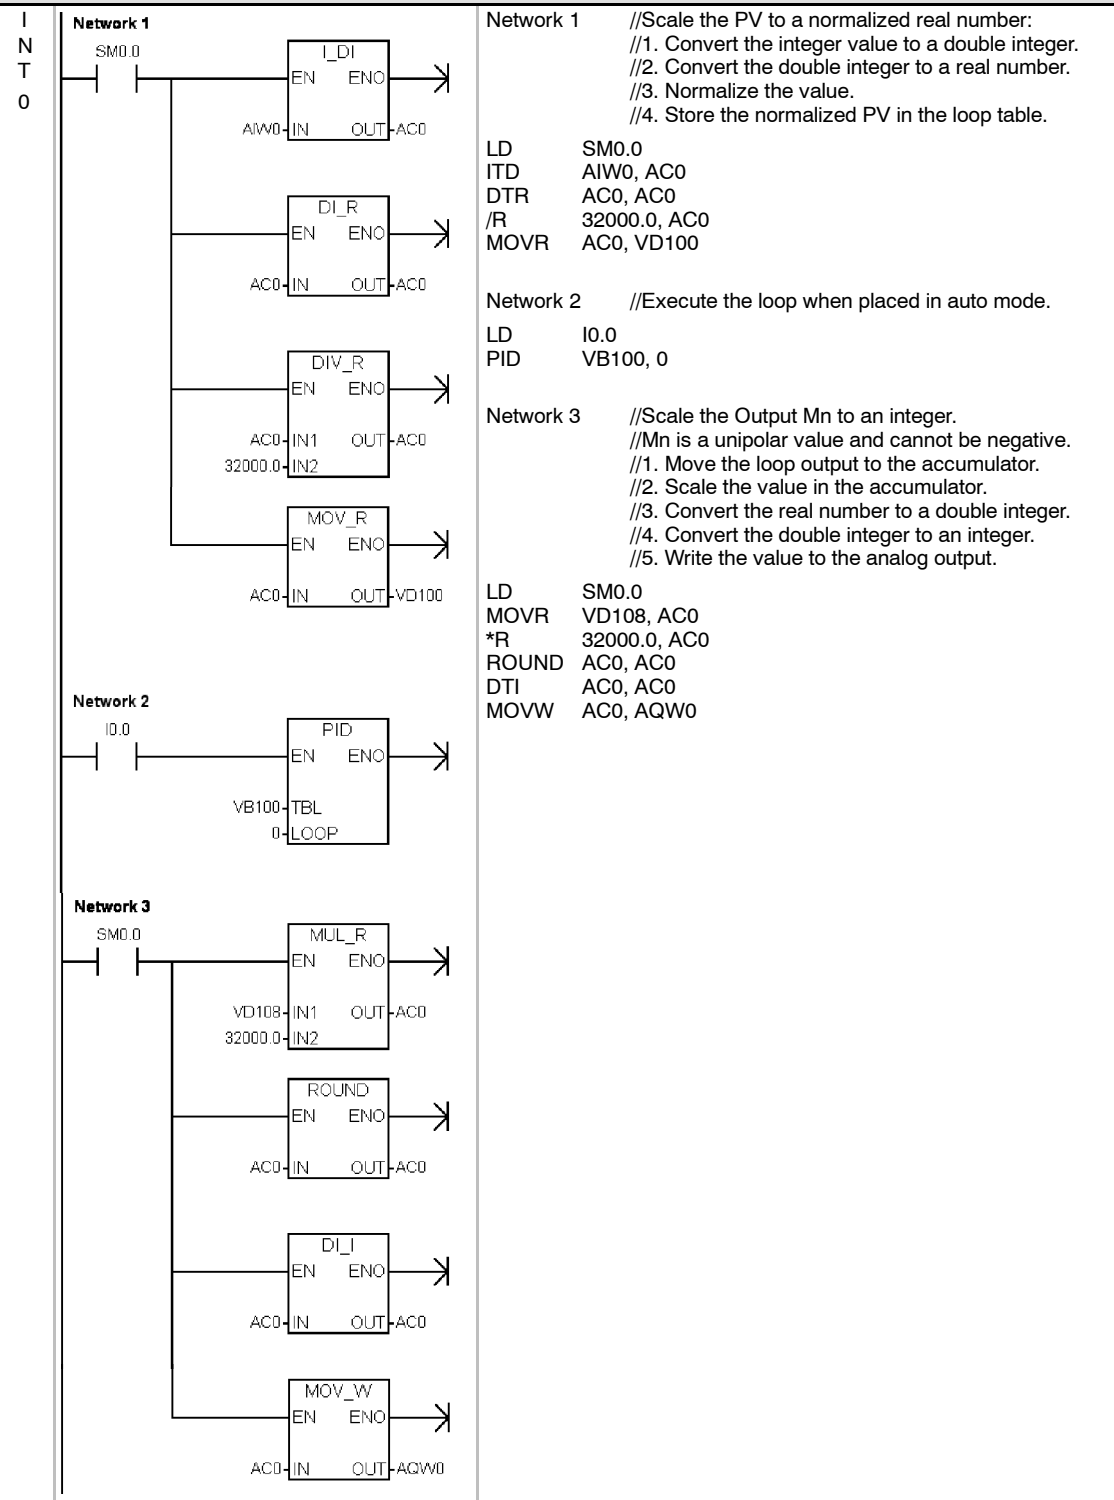 I
N
T
0
Network 1
SM0.0
I_DI
EN ENO
AIW0 IN OUT AC0
DI_R
EN ENO
AC0 IN OUT AC0
DIV_R
EN ENO
AC0 IN1 OUT AC0
32000.0 IN2
MOV_R
EN ENO
AC0 IN OUT VD100
Network 2
I0.0
PID
EN ENO
VB100 TBL
0 LOOP
Network 3
SM0.0
MUL_R
EN ENO
VD108 IN1 OUT AC0
32000.0 IN2
ROUND
EN ENO
AC0 IN OUT AC0
DI_I
EN ENO
AC0 IN OUT AC0
MOV_W
EN ENO
AC0 IN OUT AQW0
Network 1 //Scale the PV to a normalized real number:
//1. Convert the integer value to a double integer.
//2. Convert the double integer to a real number.
//3. Normalize the value.
//4. Store the normalized PV in the loop table.
LD SM0.0
ITD AIW0, AC0
DTR AC0, AC0
/R 32000.0, AC0
MOVR AC0, VD100
Network 2 //Execute the loop when placed in auto mode.
LD I0.0
PID VB100, 0
Network 3 //Scale the Output Mn to an integer.
//Mn is a unipolar value and cannot be negative.
//1. Move the loop output to the accumulator.
//2. Scale the value in the accumulator.
//3. Convert the real number to a double integer.
//4. Convert the double integer to an integer.
//5. Write the value to the analog output.
LD SM0.0
MOVR VD108, AC0
*R 32000.0, AC0
ROUND AC0, AC0
DTI AC0, AC0
MOVW AC0, AQW0